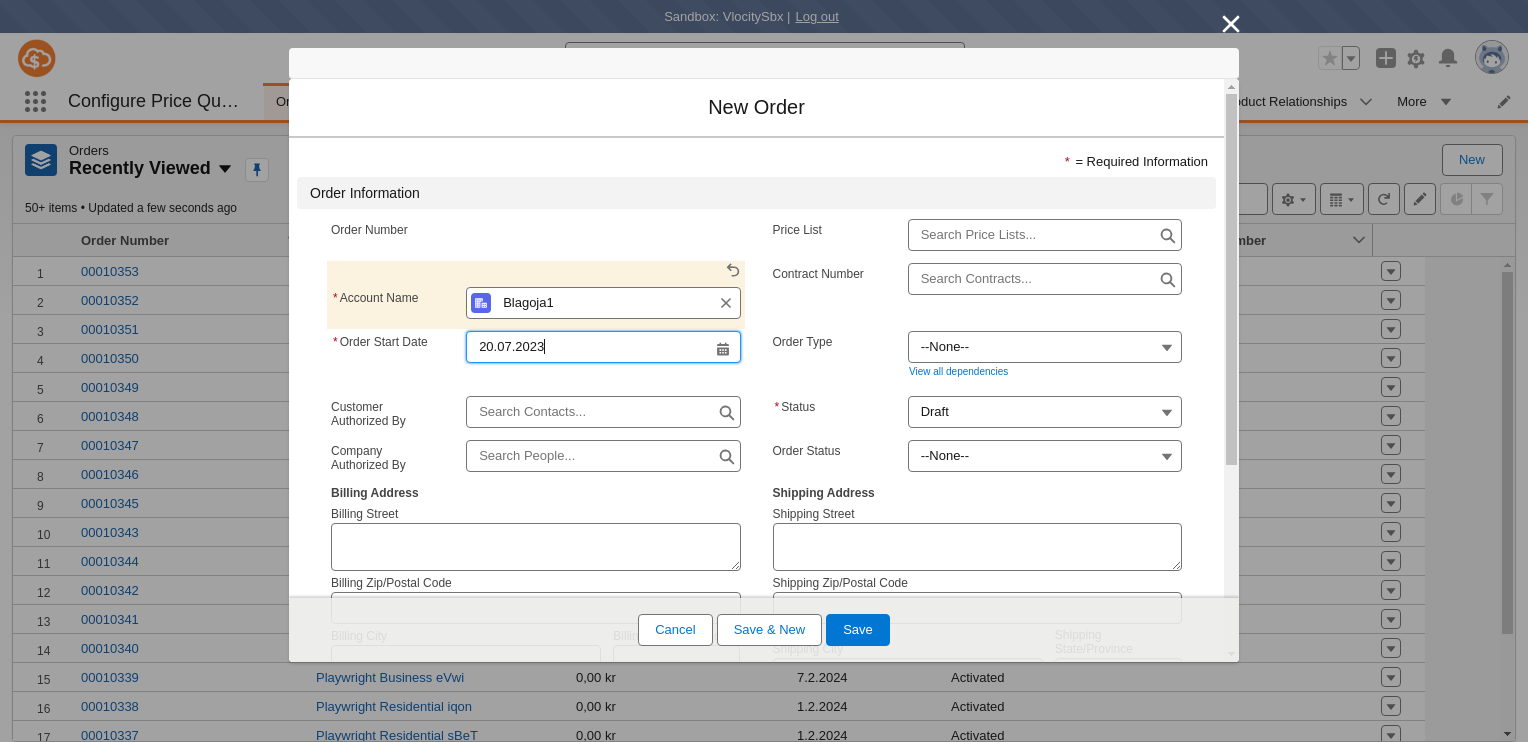 Sandbox: VlocitySbx | Log out
Configure Price Qu…
Or
oduct Relationships
More
Orders
Recently Viewed
New
50+ items • Updated a few seconds ago
Order Number
mber
New Order
* = Required Information
Order Information
Order Number
Price List
Search Price Lists...
Contract Number
Search Contracts...
*Account Name
Blagoja1
*Order Start Date
20.07.2023
Order Type
--None--
View all dependencies
Customer
Authorized By
Search Contacts...
*Status
Draft
Company
Authorized By
Search People...
Order Status
--None--
Billing Address
Shipping Address
Billing Street
Shipping Street
Billing Zip/Postal Code
Shipping Zip/Postal Code
Billing City
Shipping City
Shipping
State/Province
Cancel
Save & New
Save
1 00010353
2 00010352
3 00010351
4 00010350
5 00010349
6 00010348
7 00010347
8 00010346
9 00010345
10 00010343
11 00010344
12 00010342
13 00010341
14 00010340
15 00010339 Playwright Business eVwi 0,00 kr 7.2.2024 Activated
16 00010338 Playwright Residential iqon 0,00 kr 1.2.2024 Activated
17 00010337 Playwright Residential sBeT 0,00 kr 1.2.2024 Activated